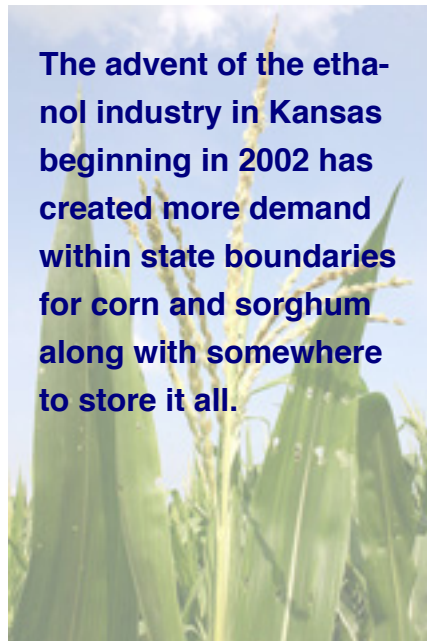 The advent of the etha-
nol industry in Kansas
beginning in 2002 has
created more demand
within state boundaries
for corn and sorghum
along with somewhere
to store it all.